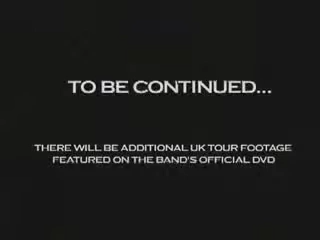 TO BE CONTINUED...
THERE WILL BE ADDITIONAL UK TOUR FOOTAGE
FEATURED ON THE BAND'S OFFICIAL DVD